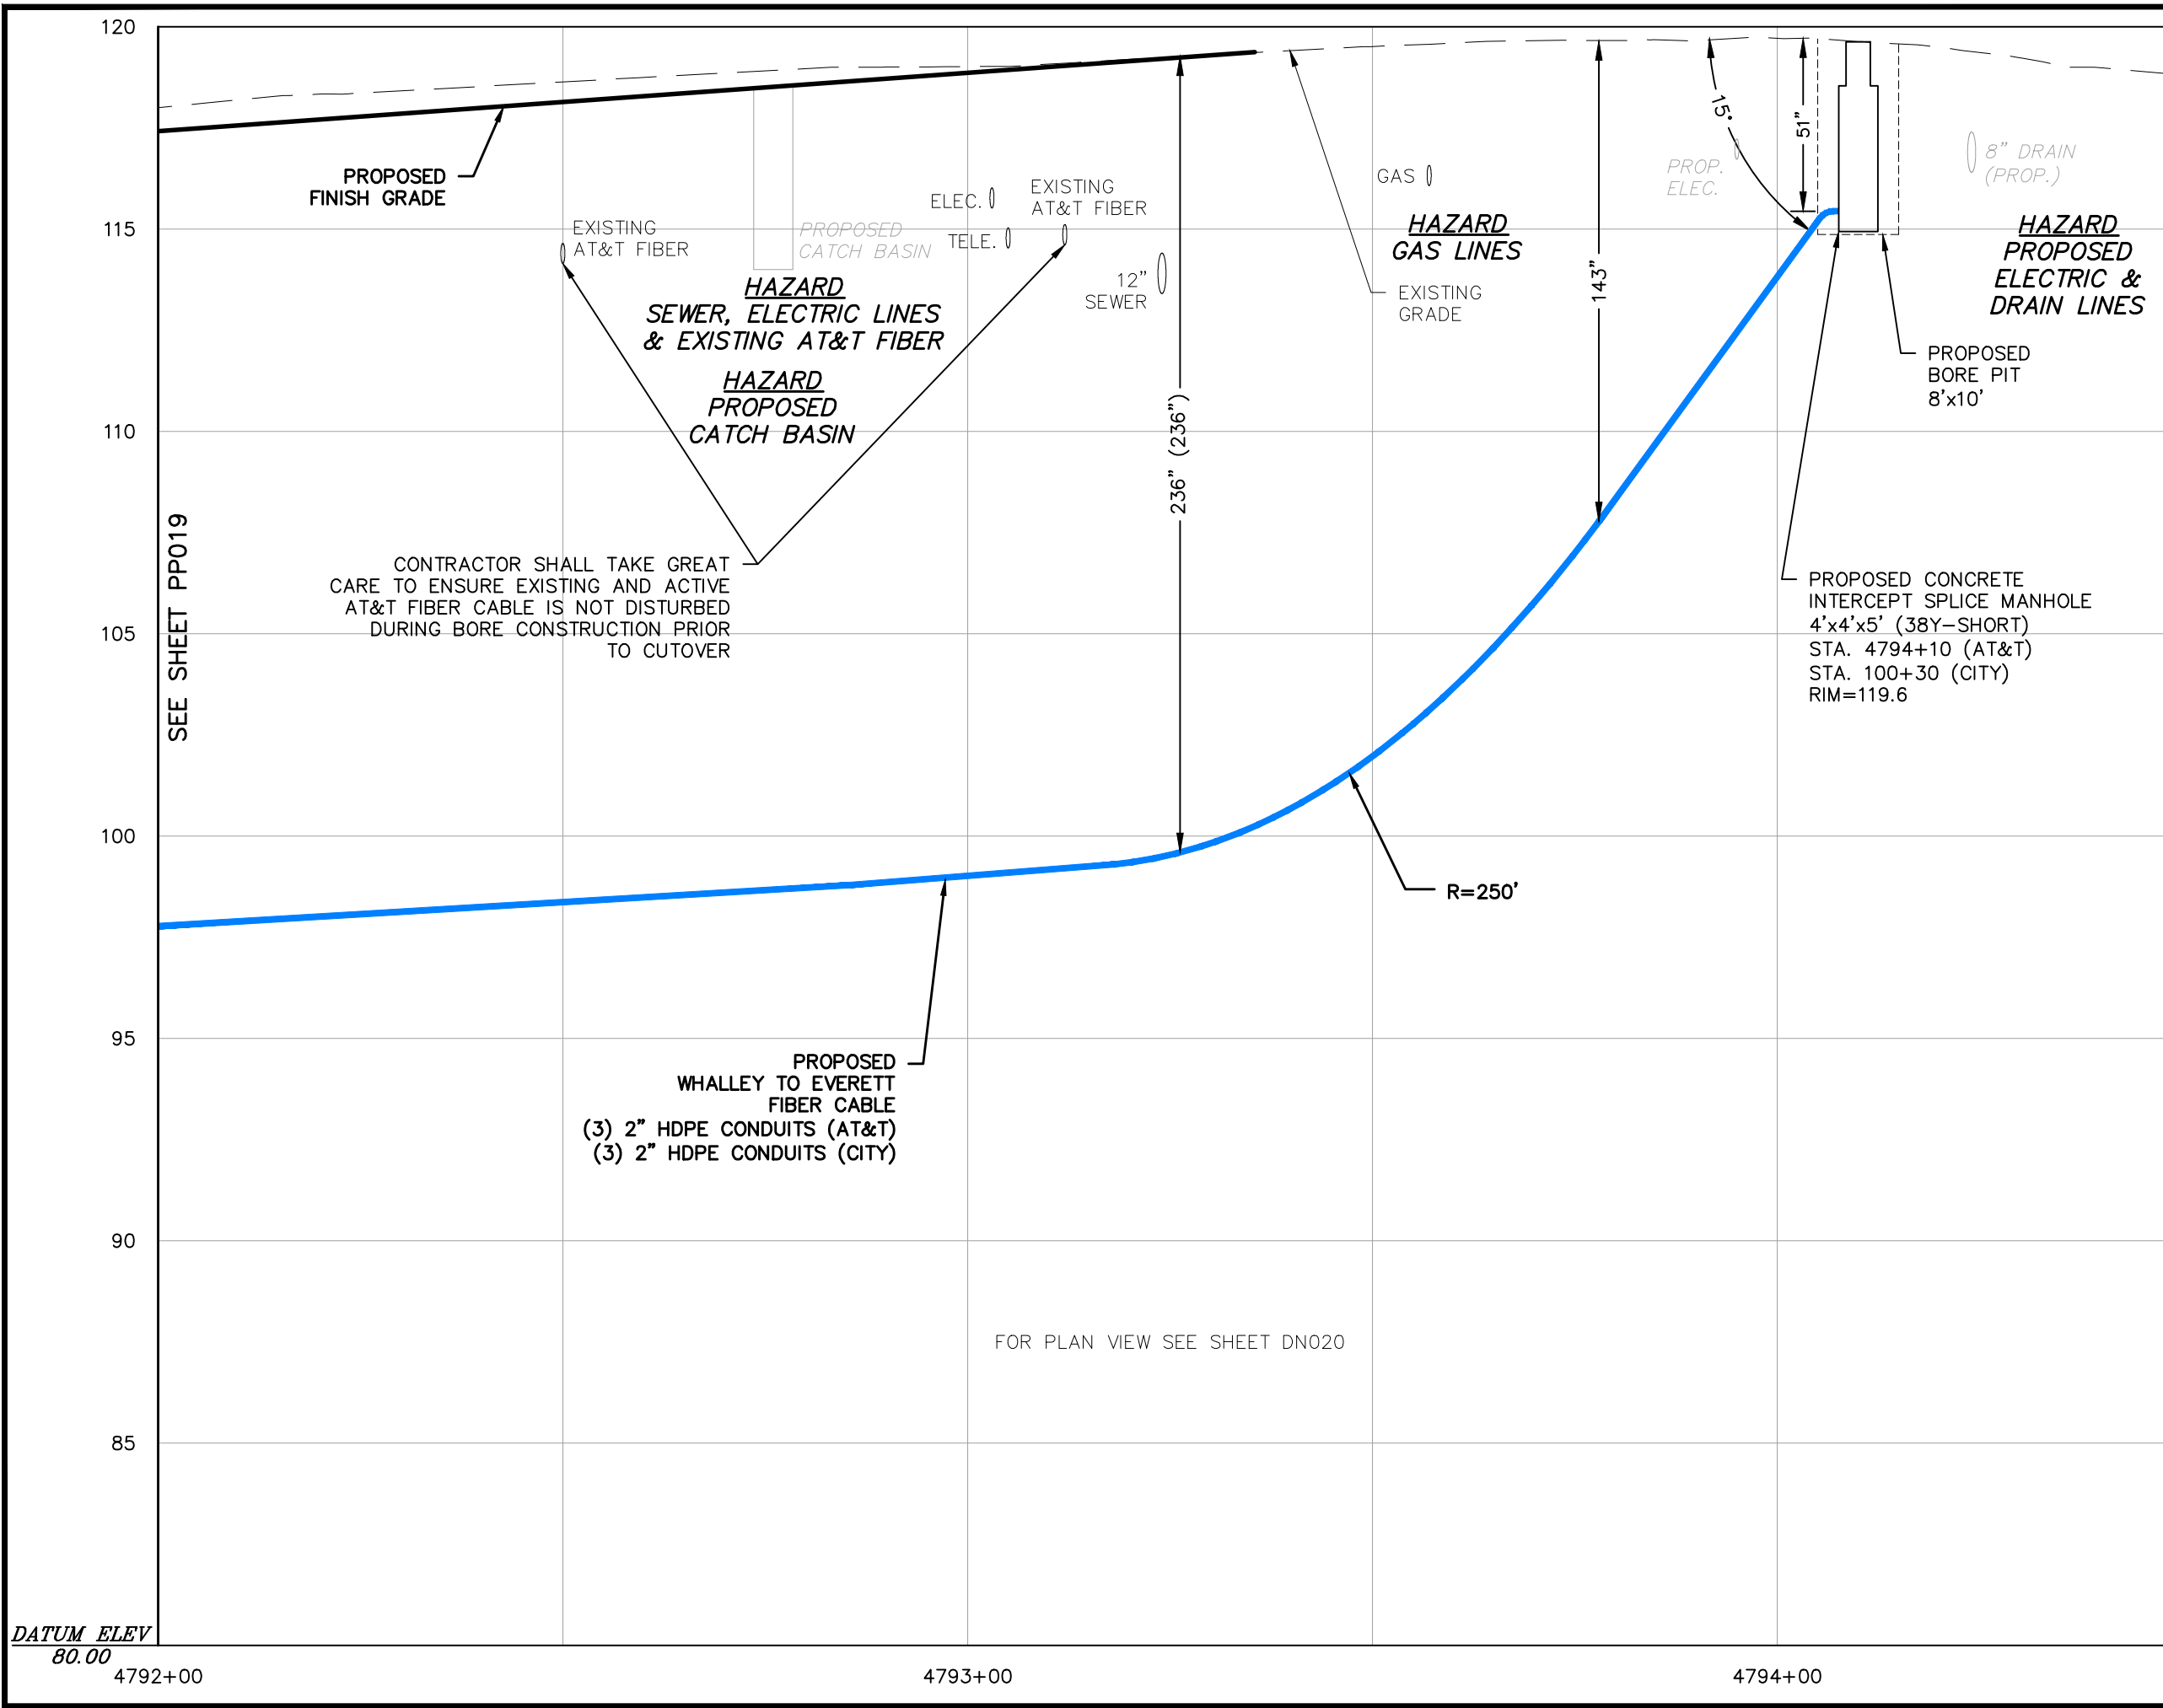 120
115
110
105
100
95
90
85
DATUM ELEV
80.00
4792+00
4793+00
4794+00
SEE SHEET PP019
PROPOSED
FINISH GRADE
EXISTING
AT&T FIBER
PROPOSED
CATCH BASIN
ELEC.
TELE.
EXISTING
AT&T FIBER
12"
SEWER
HAZARD
SEWER, ELECTRIC LINES
& EXISTING AT&T FIBER
HAZARD
PROPOSED
CATCH BASIN
CONTRACTOR SHALL TAKE GREAT
CARE TO ENSURE EXISTING AND ACTIVE
AT&T FIBER CABLE IS NOT DISTURBED
DURING BORE CONSTRUCTION PRIOR
TO CUTOVER
236" (236")
GAS
HAZARD
GAS LINES
EXISTING
GRADE
143"
15°
PROP.
ELEC.
51"
8" DRAIN
(PROP.)
HAZARD
PROPOSED
ELECTRIC &
DRAIN LINES
PROPOSED
BORE PIT
8'x10'
PROPOSED CONCRETE
INTERCEPT SPLICE MANHOLE
4'x4'x5' (38Y-SHORT)
STA. 4794+10 (AT&T)
STA. 100+30 (CITY)
RIM=119.6
R=250'
PROPOSED
WHALLEY TO EVERETT
FIBER CABLE
(3) 2" HDPE CONDUITS (AT&T)
(3) 2" HDPE CONDUITS (CITY)
FOR PLAN VIEW SEE SHEET DN020